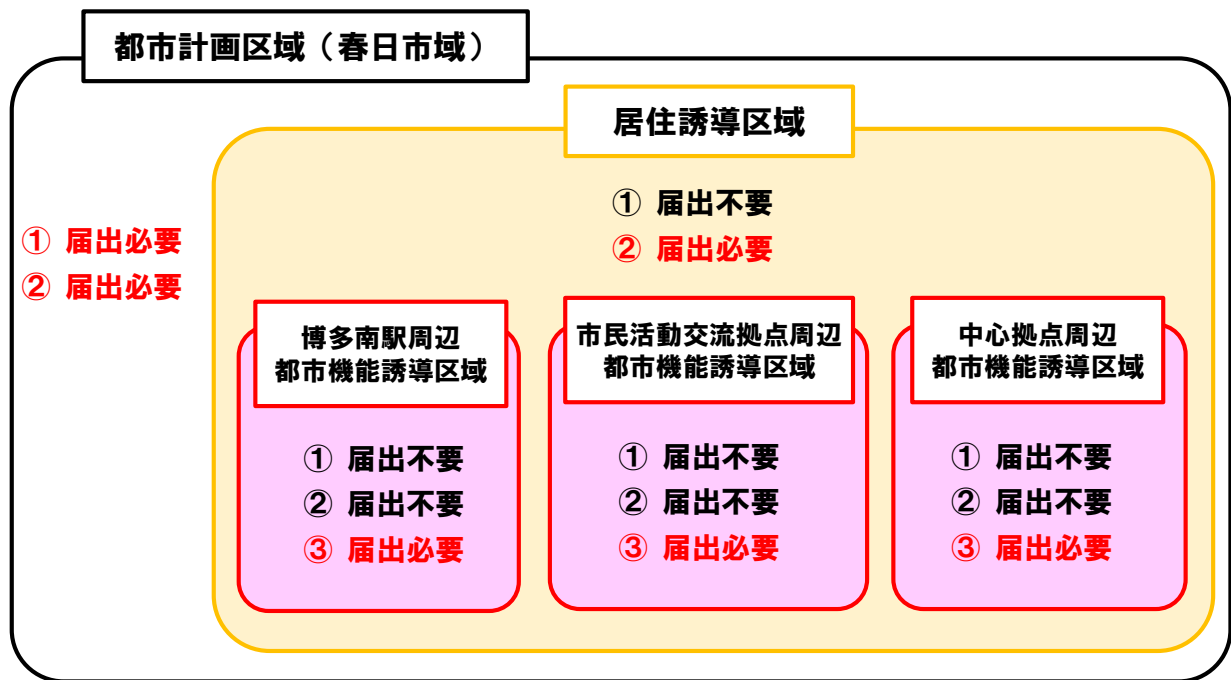 都市計画区域（春日市域）
居住誘導区域
① 届出不要
② 届出必要
① 届出必要
② 届出必要
博多南駅周辺
都市機能誘導区域
① 届出不要
② 届出不要
③ 届出必要
市民活動交流拠点周辺
都市機能誘導区域
① 届出不要
② 届出不要
③ 届出必要
中心拠点周辺
都市機能誘導区域
① 届出不要
② 届出不要
③ 届出必要